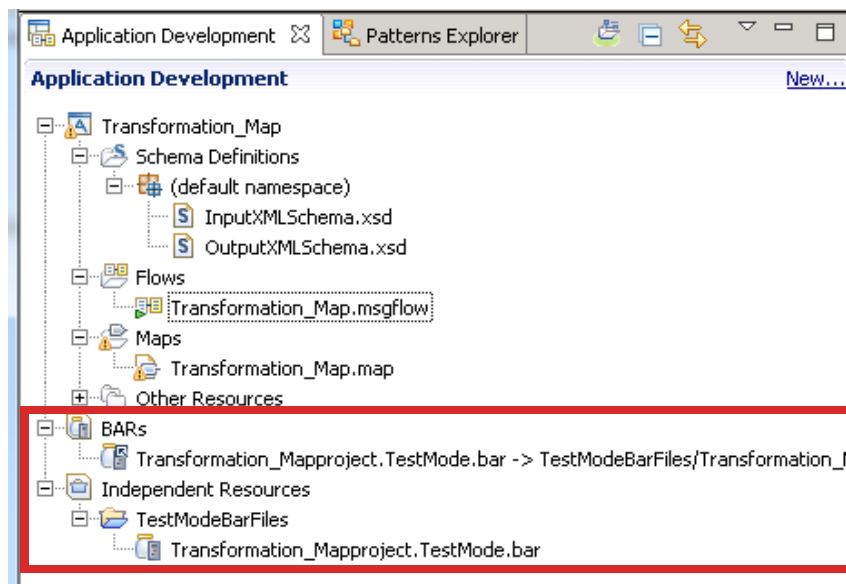 Application Development Patterns Explorer
Application Development New...
Transformation_Map
Schema Definitions
(default namespace)
InputXMLSchema.xsd
OutputXMLSchema.xsd
Flows
Transformation_Map.msgflow
Maps
Transformation_Map.map
Other Resources
BARs
Transformation_Mapproject.TestMode.bar -> TestModeBarFiles/Transformation_M
Independent Resources
TestModeBarFiles
Transformation_Mapproject.TestMode.bar